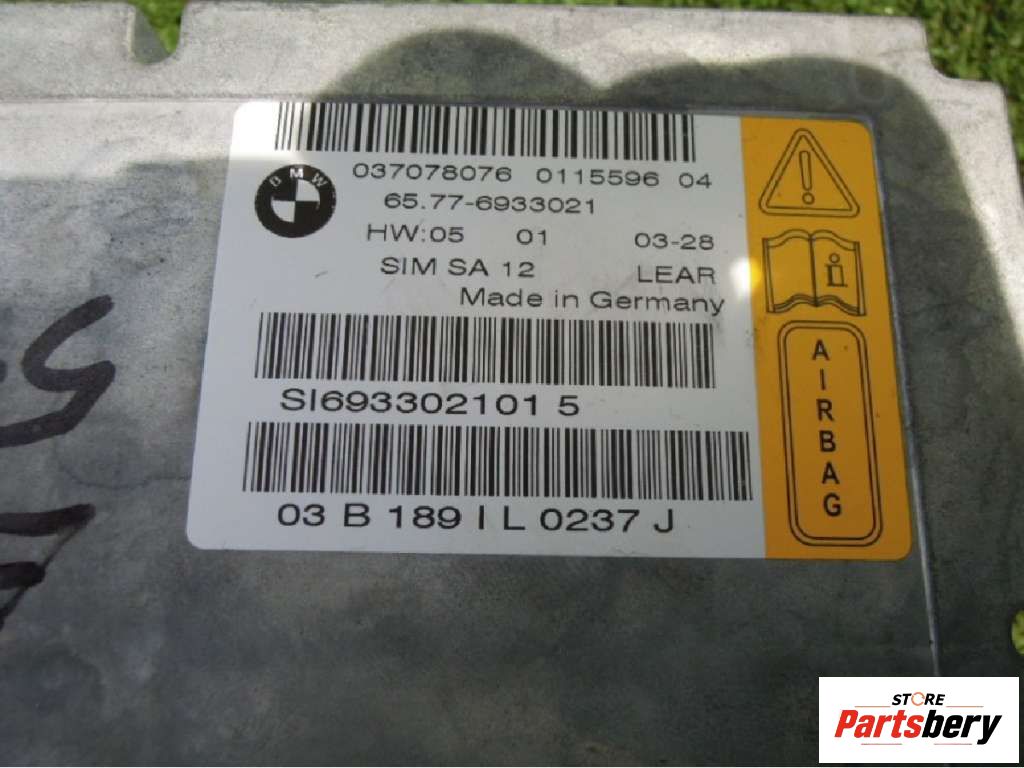 037078076 0115596 04
BMW
65.77-6933021
HW:05 01 03-28
SIM SA 12 LEAR
Made in Germany
SI693302101 5
03 B 189 I L 0237 J
i
AIRBAG
STORE
Partsbery